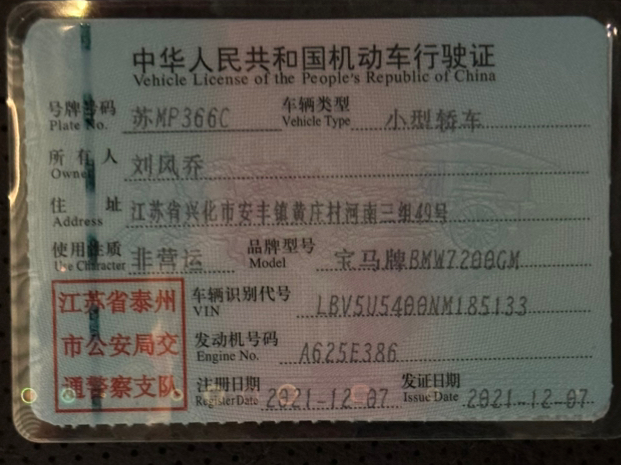 中华人民共和国机动车行驶证
Vehicle License of the People's Republic of China
号牌号码 苏MP366C 车辆类型 小型轿车
Plate No. Vehicle Type
所有人 刘凤乔
Owner
住址 江苏省兴化市安丰镇黄庄村河南三组49号
Address
使用性质 非营运 品牌型号 宝马牌BMW7200GM
Use Character Model
江苏省泰州 车辆识别代号 LBV5U5400NM185133
VIN
市公安局交 发动机号码 A625E386
Engine No.
通警察支队 注册日期 2021-12-07 发证日期 2021-12-07
Register Date Issue Date